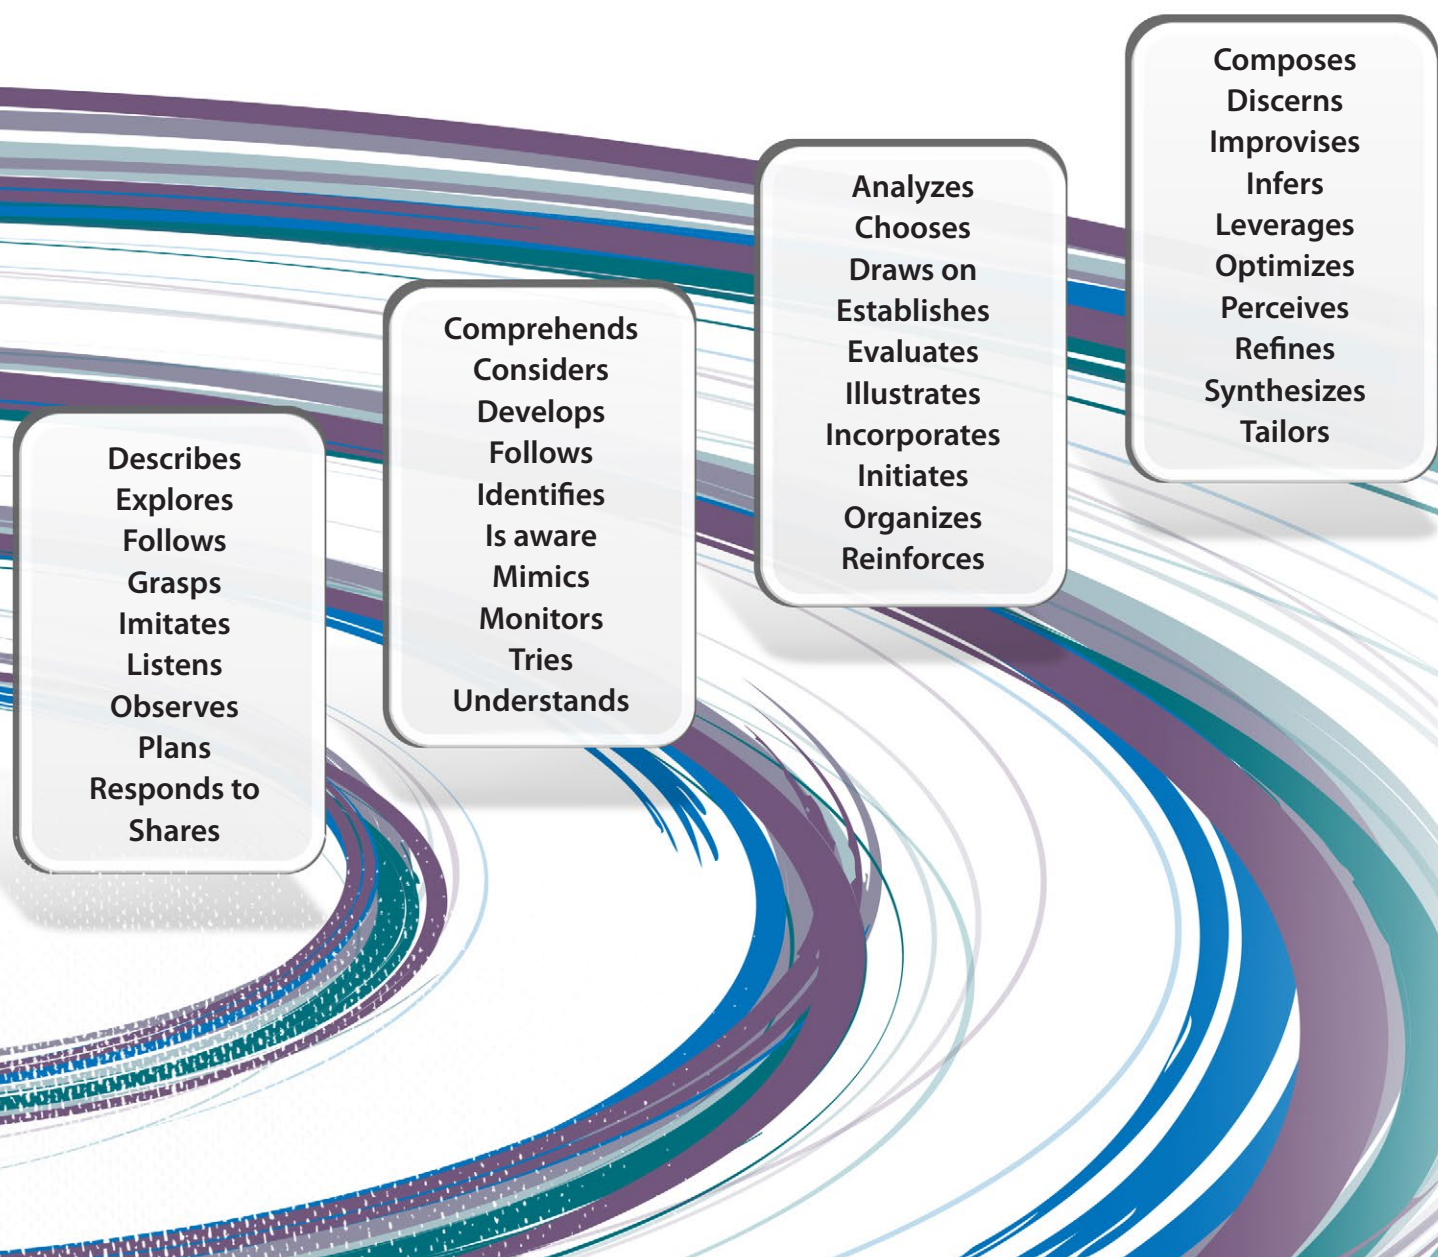 Describes
Explores
Follows
Grasps
Imitates
Listens
Observes
Plans
Responds to
Shares
Comprehends
Considers
Develops
Follows
Identifies
Is aware
Mimics
Monitors
Tries
Understands
Analyzes
Chooses
Draws on
Establishes
Evaluates
Illustrates
Incorporates
Initiates
Organizes
Reinforces
Composes
Discerns
Improvises
Infers
Leverages
Optimizes
Perceives
Refines
Synthesizes
Tailors